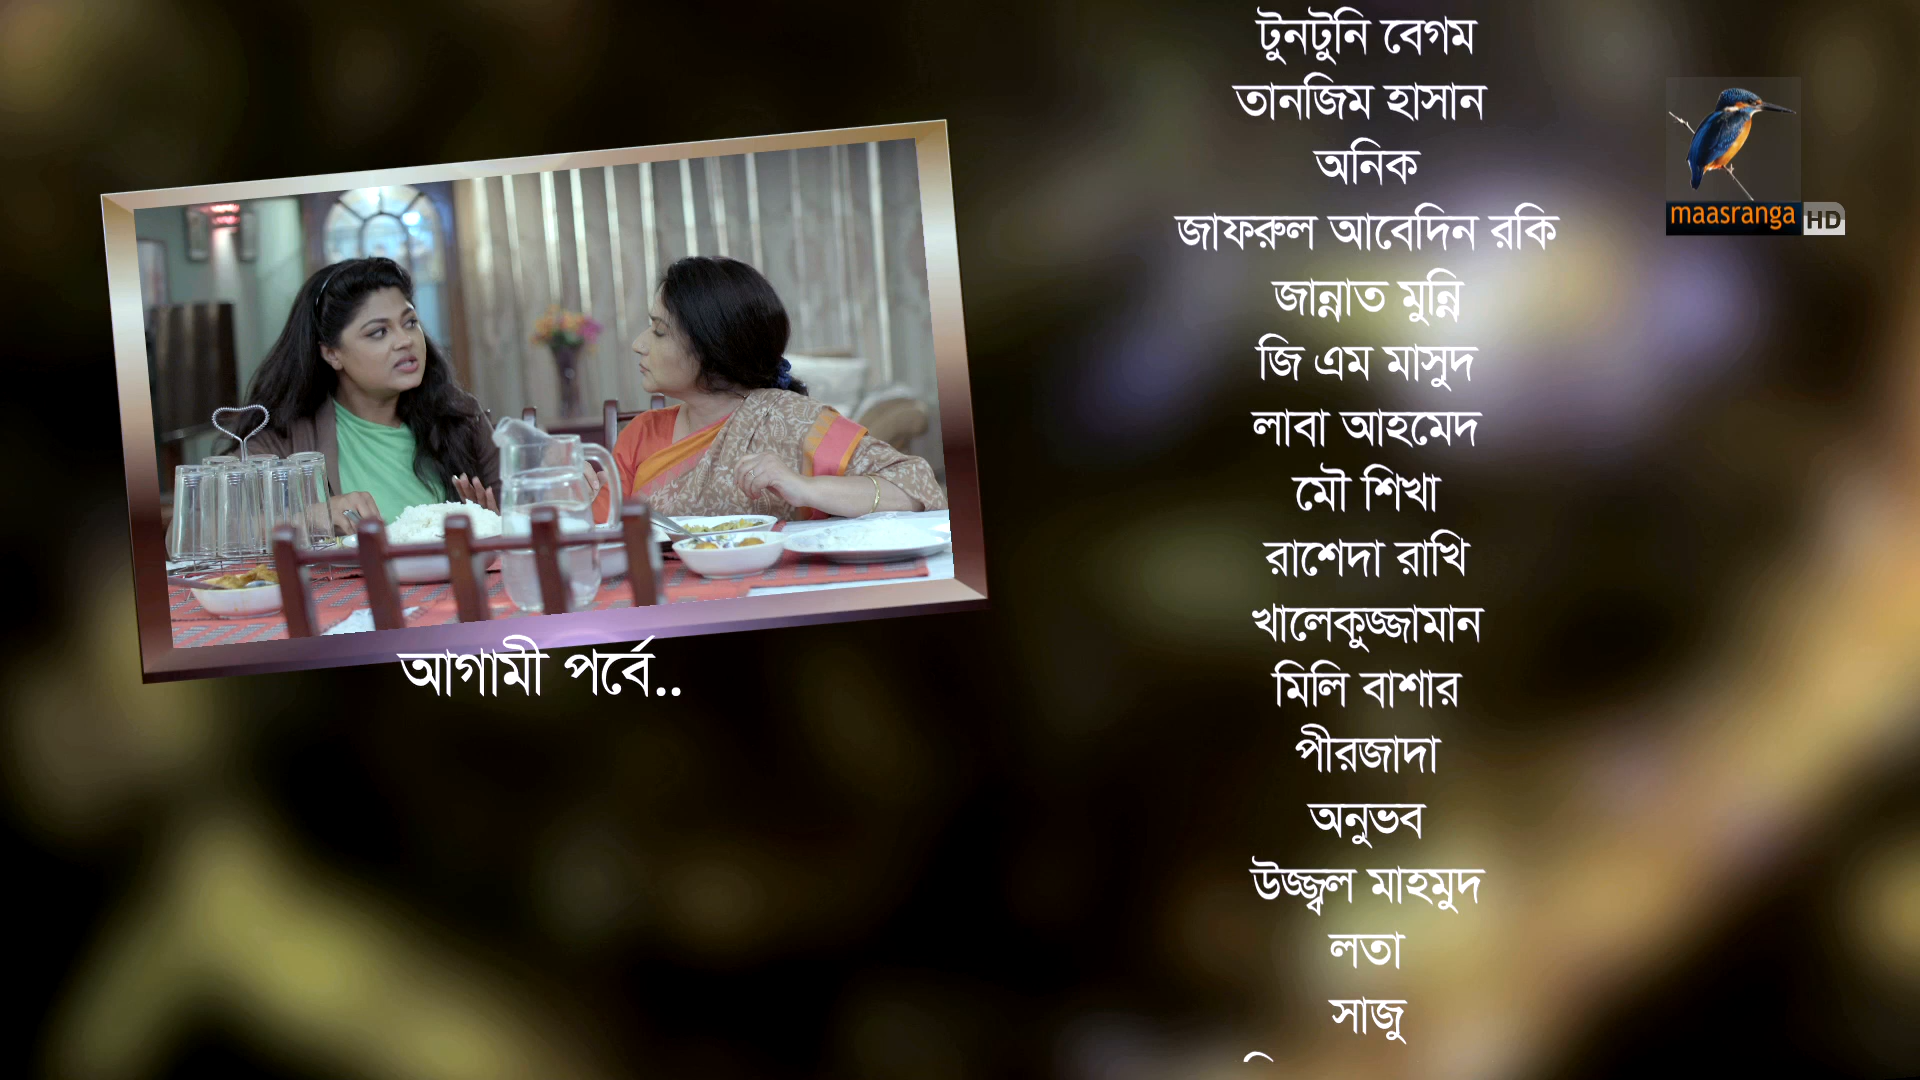 টুনটুনি বেগম
তানজিম হাসান
অনিক
জাফরুল আবেদিন রকি
জান্নাত মুন্নি
জি এম মাসুদ
লাবা আহমেদ
মৌ শিখা
রাশেদা রাখি
খালেকুজ্জামান
মিলি বাশার
পীরজাদা
অনুভব
উজ্জ্বল মাহমুদ
লতা
সাজু
আগামী পর্বে..
maasranga HD